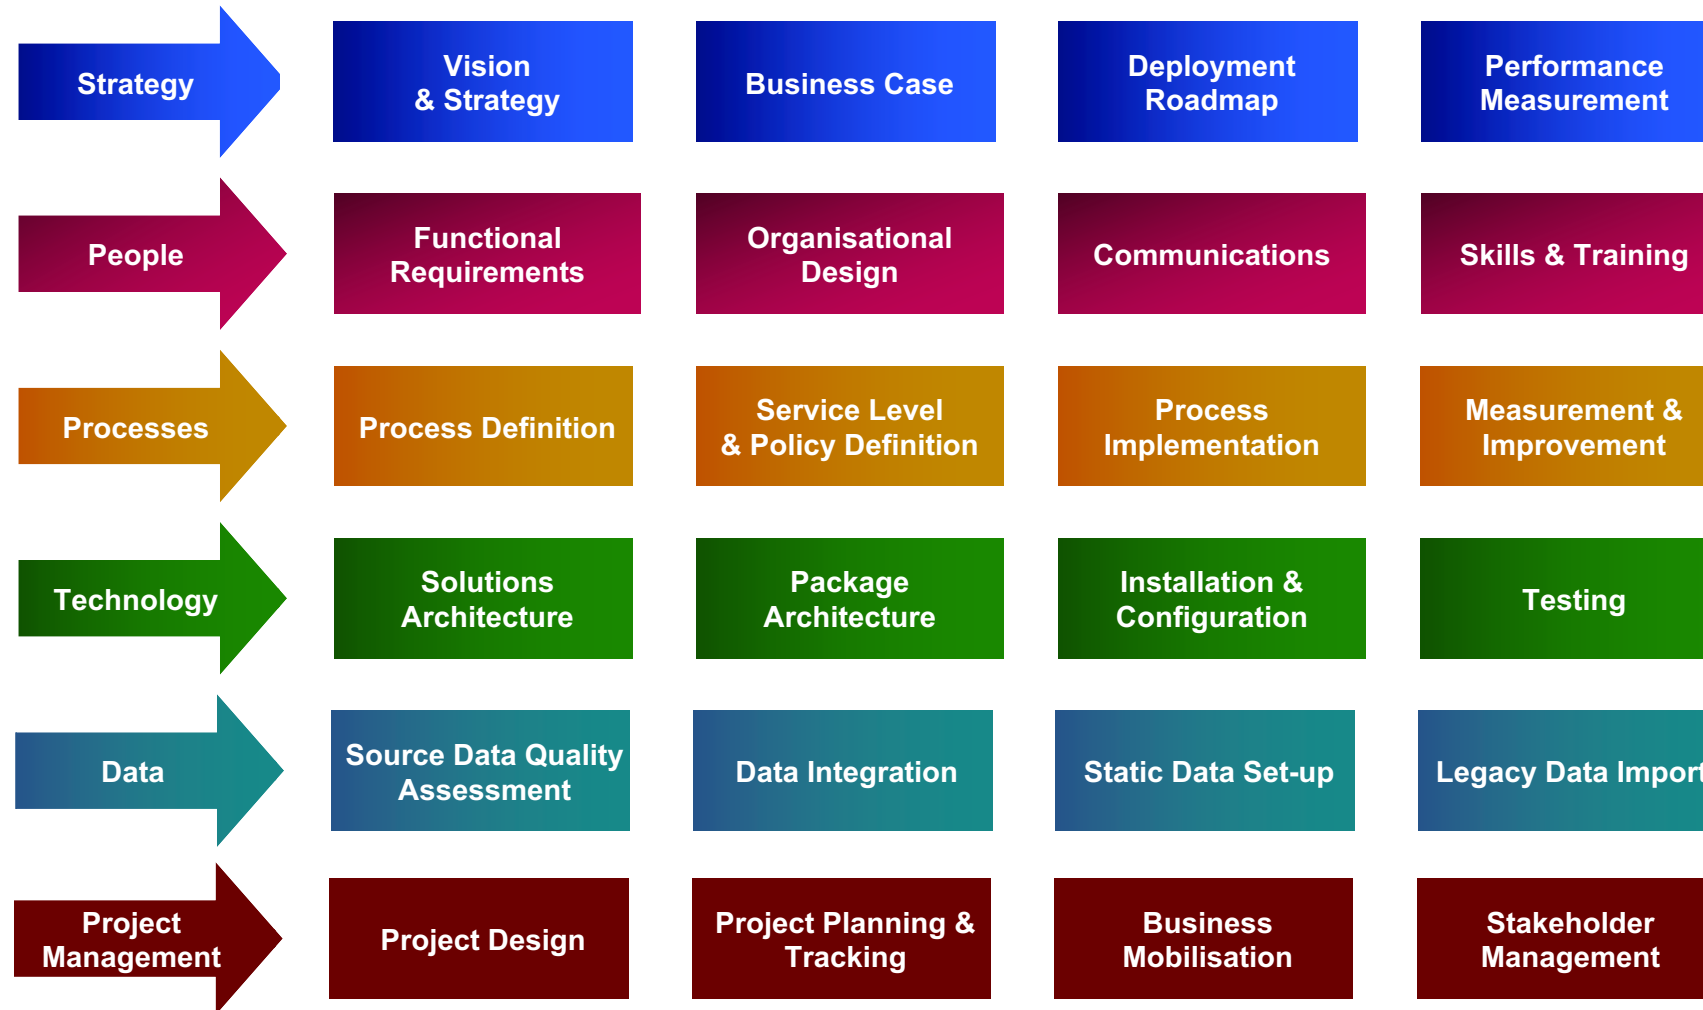 Strategy
Vision
& Strategy
Business Case
Deployment
Roadmap
Performance
Measurement
People
Functional
Requirements
Organisational
Design
Communications
Skills & Training
Processes
Process Definition
Service Level
& Policy Definition
Process
Implementation
Measurement &
Improvement
Technology
Solutions
Architecture
Package
Architecture
Installation &
Configuration
Testing
Data
Source Data Quality
Assessment
Data Integration
Static Data Set-up
Legacy Data Import
Project
Management
Project Design
Project Planning &
Tracking
Business
Mobilisation
Stakeholder
Management